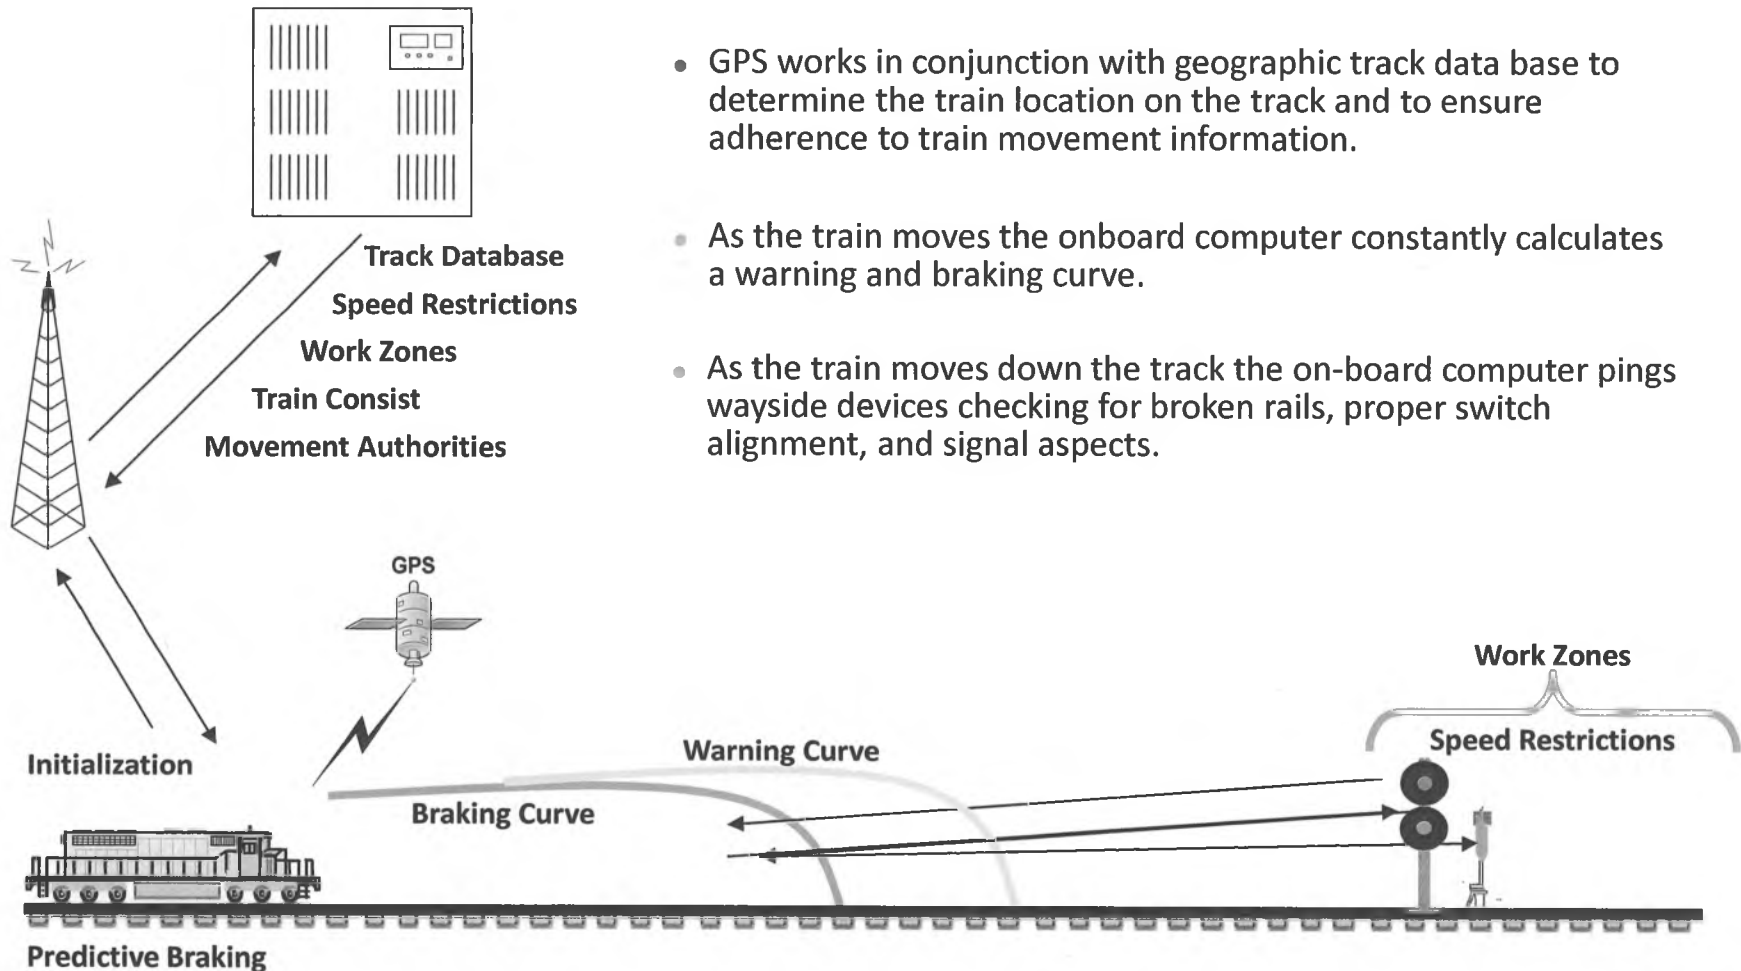 • GPS works in conjunction with geographic track data base to
determine the train location on the track and to ensure
adherence to train movement information.
• As the train moves the onboard computer constantly calculates
a warning and braking curve.
• As the train moves down the track the on-board computer pings
wayside devices checking for broken rails, proper switch
alignment, and signal aspects.
Track Database
Speed Restrictions
Work Zones
Train Consist
Movement Authorities
GPS
Work Zones
Speed Restrictions
Warning Curve
Initialization
Braking Curve
Predictive Braking